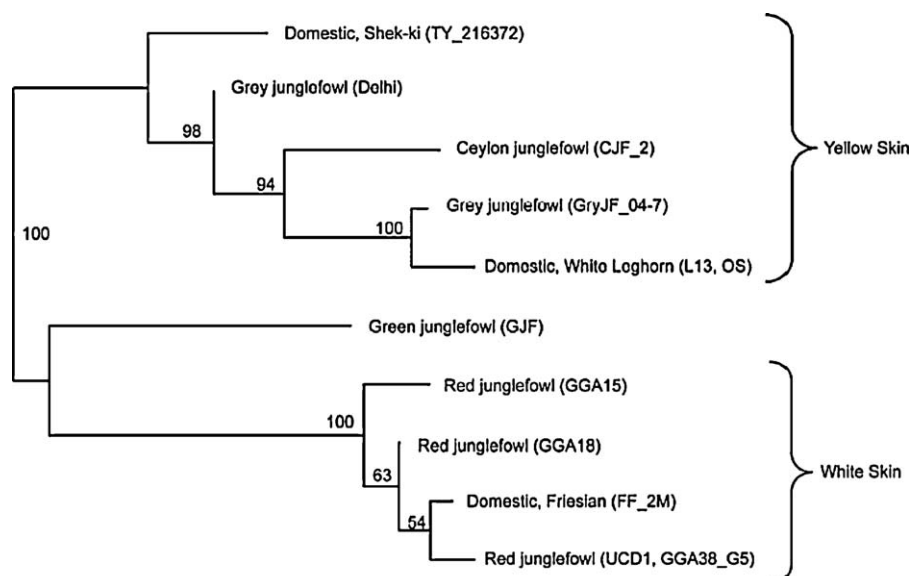 Domestic, Shek-ki (TY_216372)
Grey junglefowl (Delhi)
98
Ceylon junglefowl (CJF_2)
Yellow Skin
94
Grey junglefowl (GryJF_04-7)
100
100
Domestic, White Leghorn (L13, OS)
Green junglefowl (GJF)
Red junglefowl (GGA15)
100
Red junglefowl (GGA18)
63
White Skin
Domestic, Friesian (FF_2M)
54
Red junglefowl (UCD1, GGA38_G5)